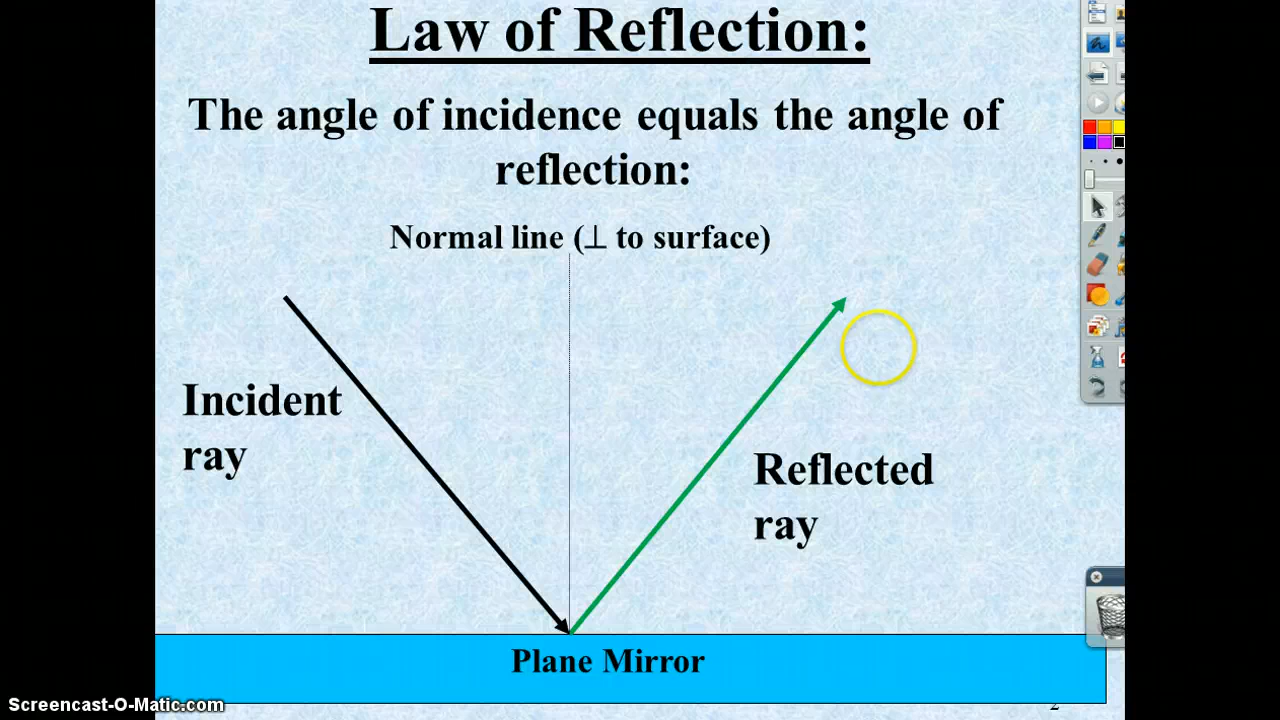 Law of Reflection:
The angle of incidence equals the angle of
reflection:
Normal line (⊥ to surface)
Incident
ray
Reflected
ray
Plane Mirror
2
Screencast-O-Matic.com